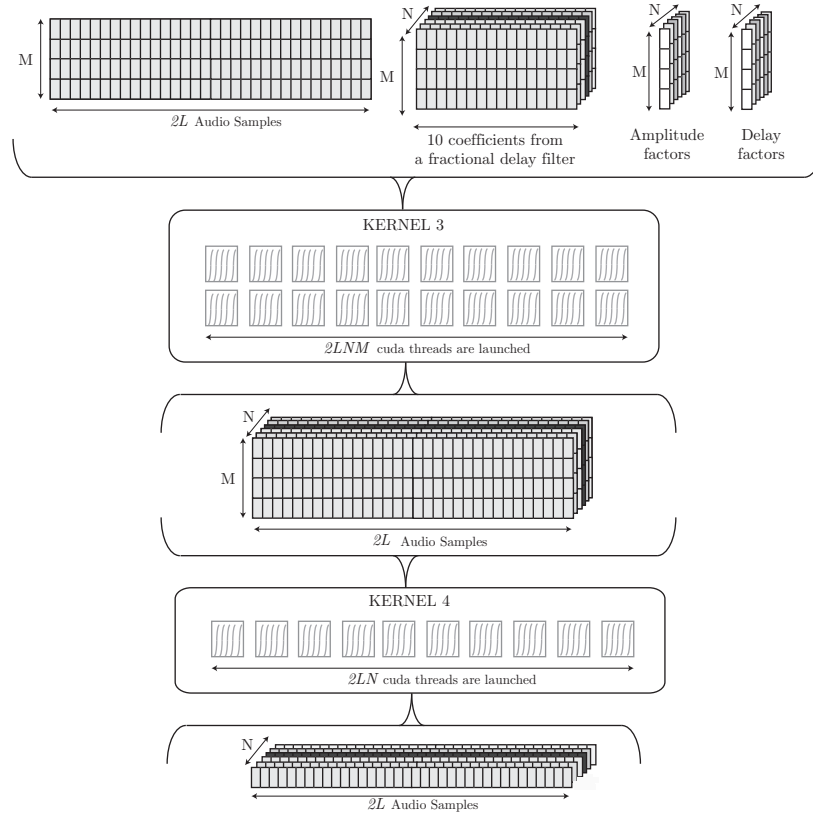 N
N
N
M
M
M
M
2L Audio Samples
10 coefficients from
a fractional delay filter
Amplitude
factors
Delay
factors
KERNEL 3
2LNM cuda threads are launched
N
M
2L Audio Samples
KERNEL 4
2LN cuda threads are launched
N
2L Audio Samples